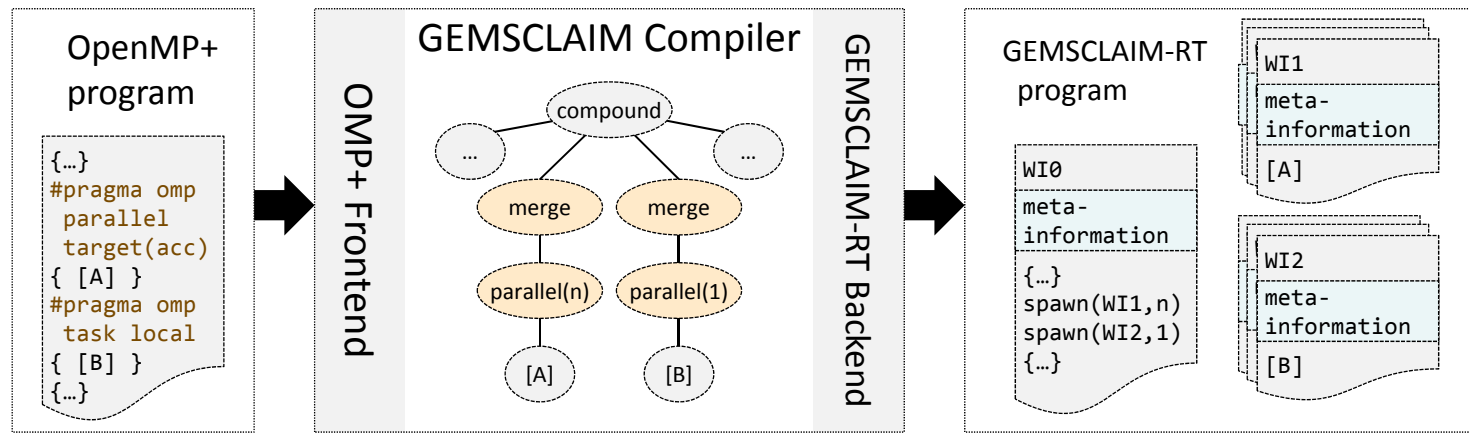 OpenMP+
program
{…}
#pragma omp
parallel
target(acc)
{ [A] }
#pragma omp
task local
{ [B] }
{…}
OMP+ Frontend
GEMSCLAIM Compiler
compound
...
...
merge
merge
parallel(n)
parallel(1)
[A]
[B]
GEMSCLAIM-RT Backend
GEMSCLAIM-RT
program
WI0
meta-
information
{…}
spawn(WI1,n)
spawn(WI2,1)
{…}
WI1
meta-
information
[A]
WI2
meta-
information
[B]